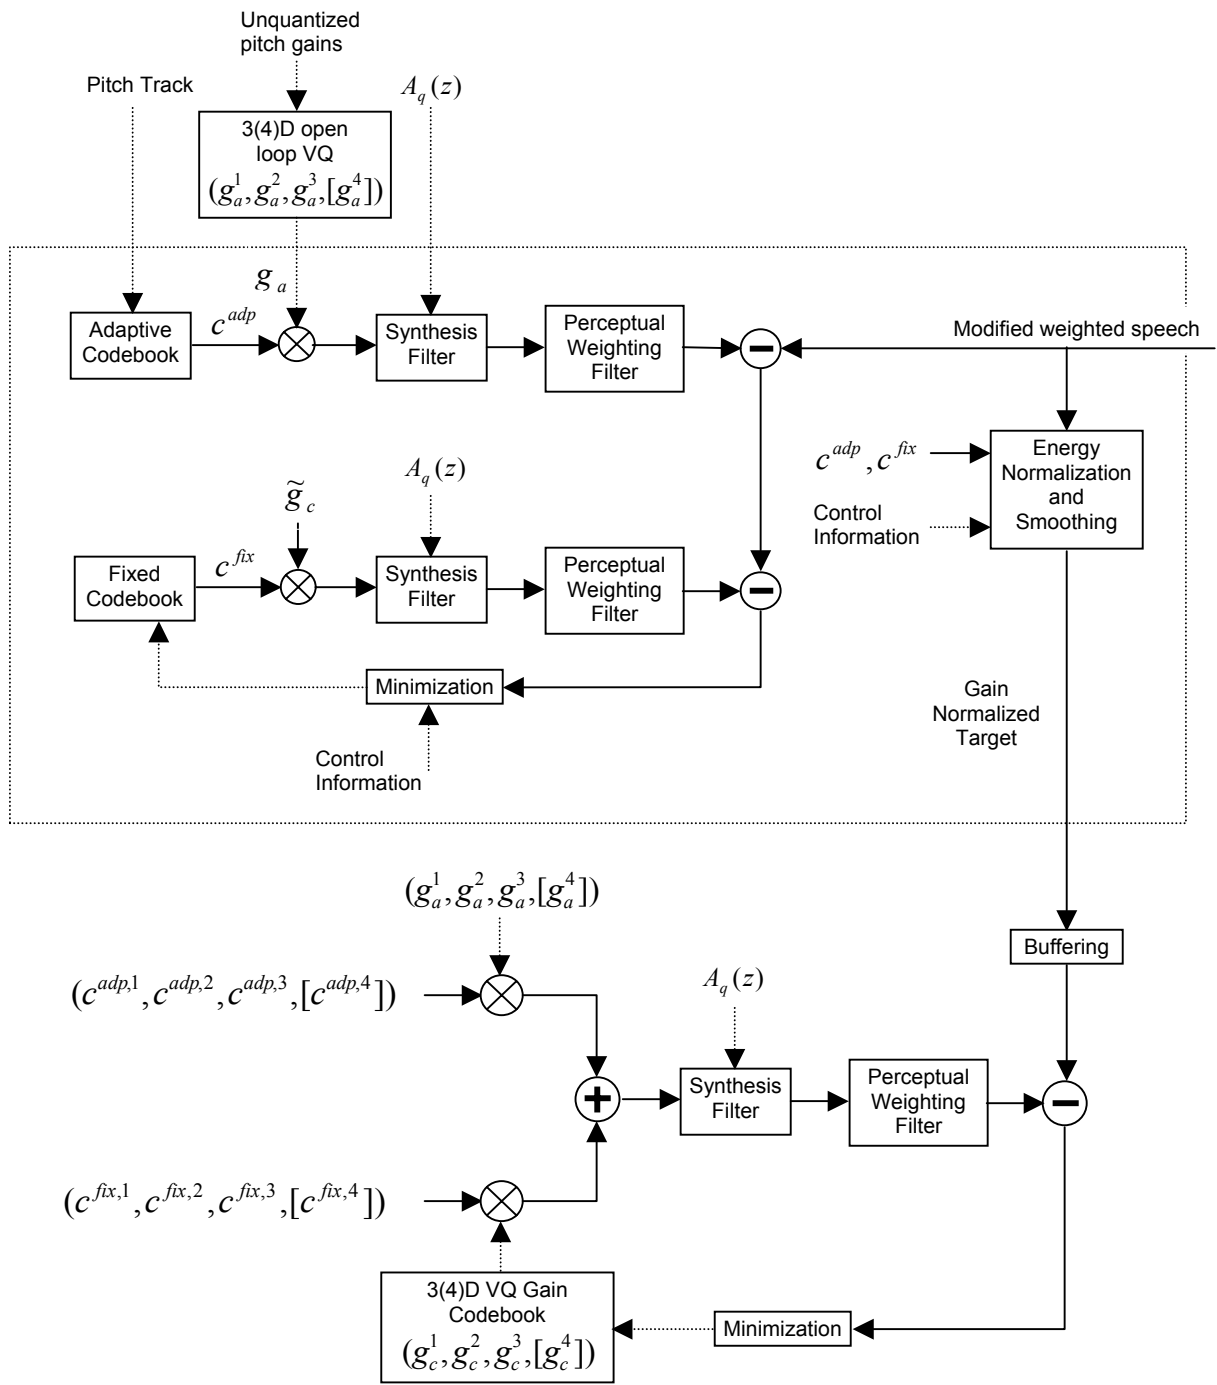 Unquantized
pitch gains
Pitch Track
A_q(z)
3(4)D open
loop VQ
(g_a^1, g_a^2, g_a^3, [g_a^4])
g_a
Adaptive
Codebook
c^{adp}
Synthesis
Filter
Perceptual
Weighting
Filter
Modified weighted speech
c^{adp}, c^{fix}
Energy
Normalization
and
Smoothing
Control
Information
A_q(z)
g̃_c
Fixed
Codebook
c^{fix}
Synthesis
Filter
Perceptual
Weighting
Filter
Minimization
Control
Information
Gain
Normalized
Target
(g_a^1, g_a^2, g_a^3, [g_a^4])
Buffering
(c^{adp,1}, c^{adp,2}, c^{adp,3}, [c^{adp,4}])
A_q(z)
Synthesis
Filter
Perceptual
Weighting
Filter
(c^{fix,1}, c^{fix,2}, c^{fix,3}, [c^{fix,4}])
3(4)D VQ Gain
Codebook
(g_c^1, g_c^2, g_c^3, [g_c^4])
Minimization